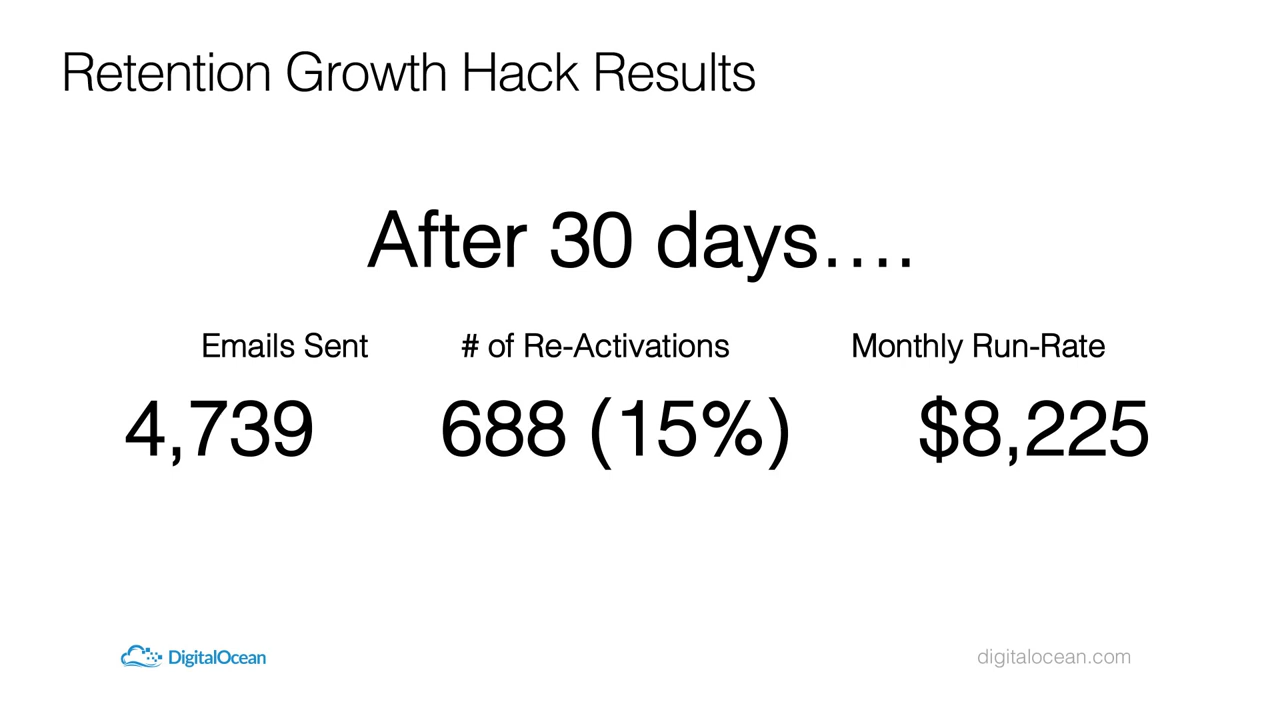 Retention Growth Hack Results
After 30 days....
Emails Sent # of Re-Activations Monthly Run-Rate
4,739 688 (15%) $8,225
DigitalOcean digitalocean.com